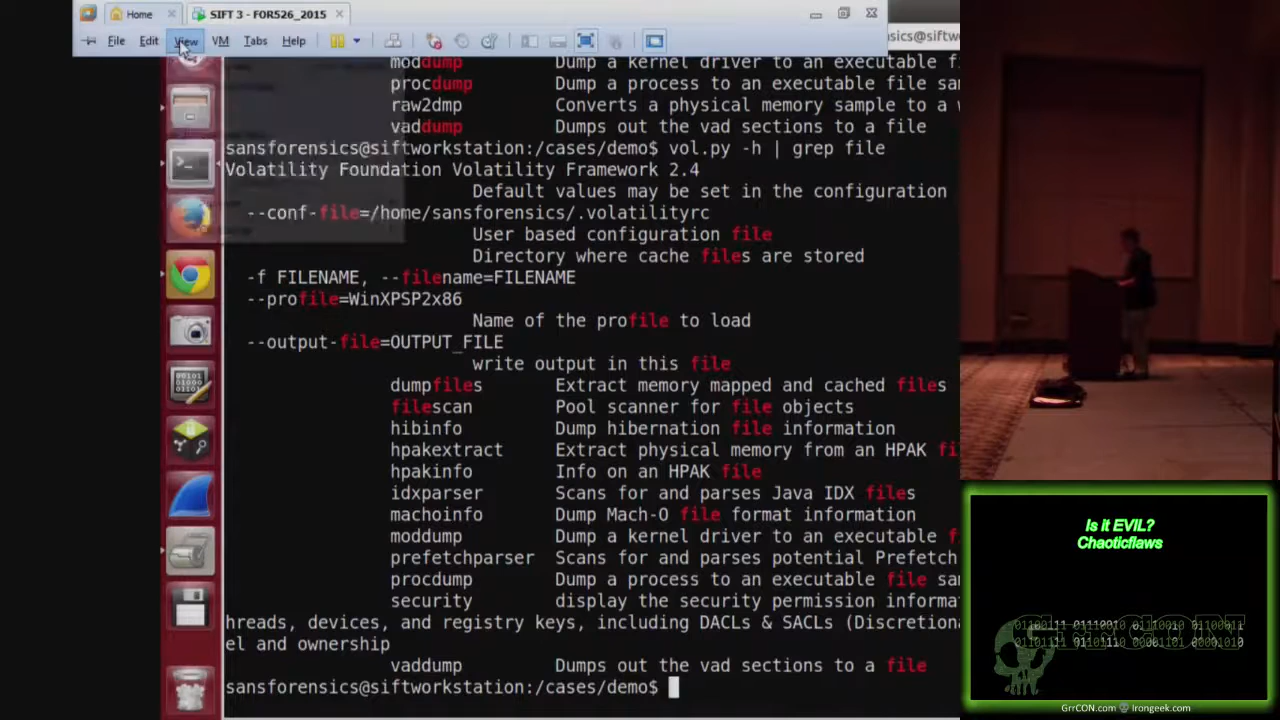 Home
SIFT 3 - FOR526_2015
File Edit View VM Tabs Help
sics@siftwo
moddump Dump a kernel driver to an executable f
procdump Dump a process to an executable file sam
raw2dmp Converts a physical memory sample to a w
vaddump Dumps out the vad sections to a file
sansforensics@siftworkstation:/cases/demo$ vol.py -h | grep file
Volatility Foundation Volatility Framework 2.4
Default values may be set in the configuration
--conf-file=/home/sansforensics/.volatilityrc
User based configuration file
Directory where cache files are stored
-f FILENAME, --filename=FILENAME
--profile=WinXPSP2x86
Name of the profile to load
--output-file=OUTPUT_FILE
write output in this file
dumpfiles Extract memory mapped and cached files
filescan Pool scanner for file objects
hibinfo Dump hibernation file information
hpakextract Extract physical memory from an HPAK fi
hpakinfo Info on an HPAK file
idxparser Scans for and parses Java IDX files
machoinfo Dump Mach-O file format information
moddump Dump a kernel driver to an executable f
prefetchparser Scans for and parses potential Prefetch
procdump Dump a process to an executable file sam
security display the security permission informat
hreads, devices, and registry keys, including DACLs & SACLs (Discretiona
el and ownership
vaddump Dumps out the vad sections to a file
sansforensics@siftworkstation:/cases/demo$
Is it EVIL?
Chaoticflaws
GrrCON
GrrCON.com Irongeek.com